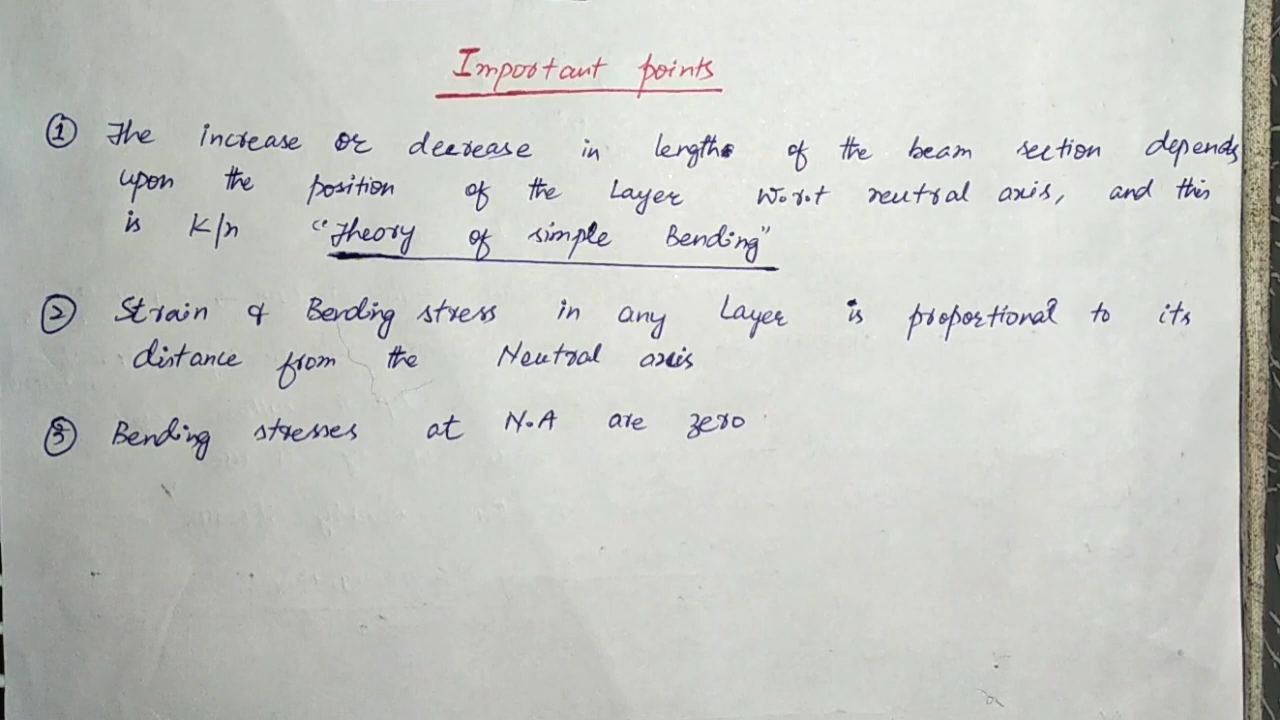 Important points
① The increase or decrease in length of the beam section depends
upon the position of the Layer W.r.t neutral axis, and this
is K/n "Theory of simple Bending"
② Strain & Bending stress in any Layer is proportional to its
distance from the Neutral axis
③ Bending stresses at N.A are zero